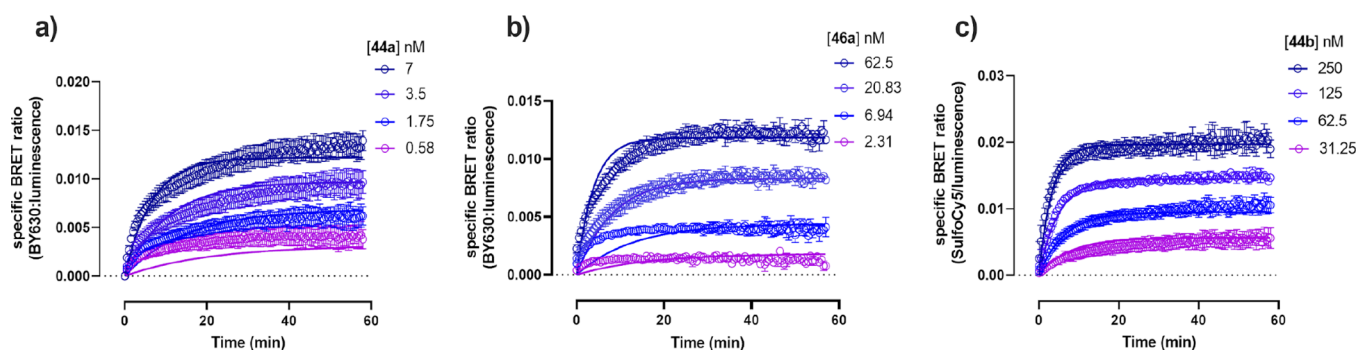 a)
[44a] nM
7
3.5
1.75
0.58
specific BRET ratio
(BY630:luminescence)
0.020
0.015
0.010
0.005
0.000
0
20
40
60
Time (min)
b)
[46a] nM
62.5
20.83
6.94
2.31
specific BRET ratio
(BY630:luminescence)
0.015
0.010
0.005
0.000
0
20
40
60
Time (min)
c)
[44b] nM
250
125
62.5
31.25
specific BRET ratio
(SulfoCy5/luminescence)
0.03
0.02
0.01
0.00
0
20
40
60
Time (min)